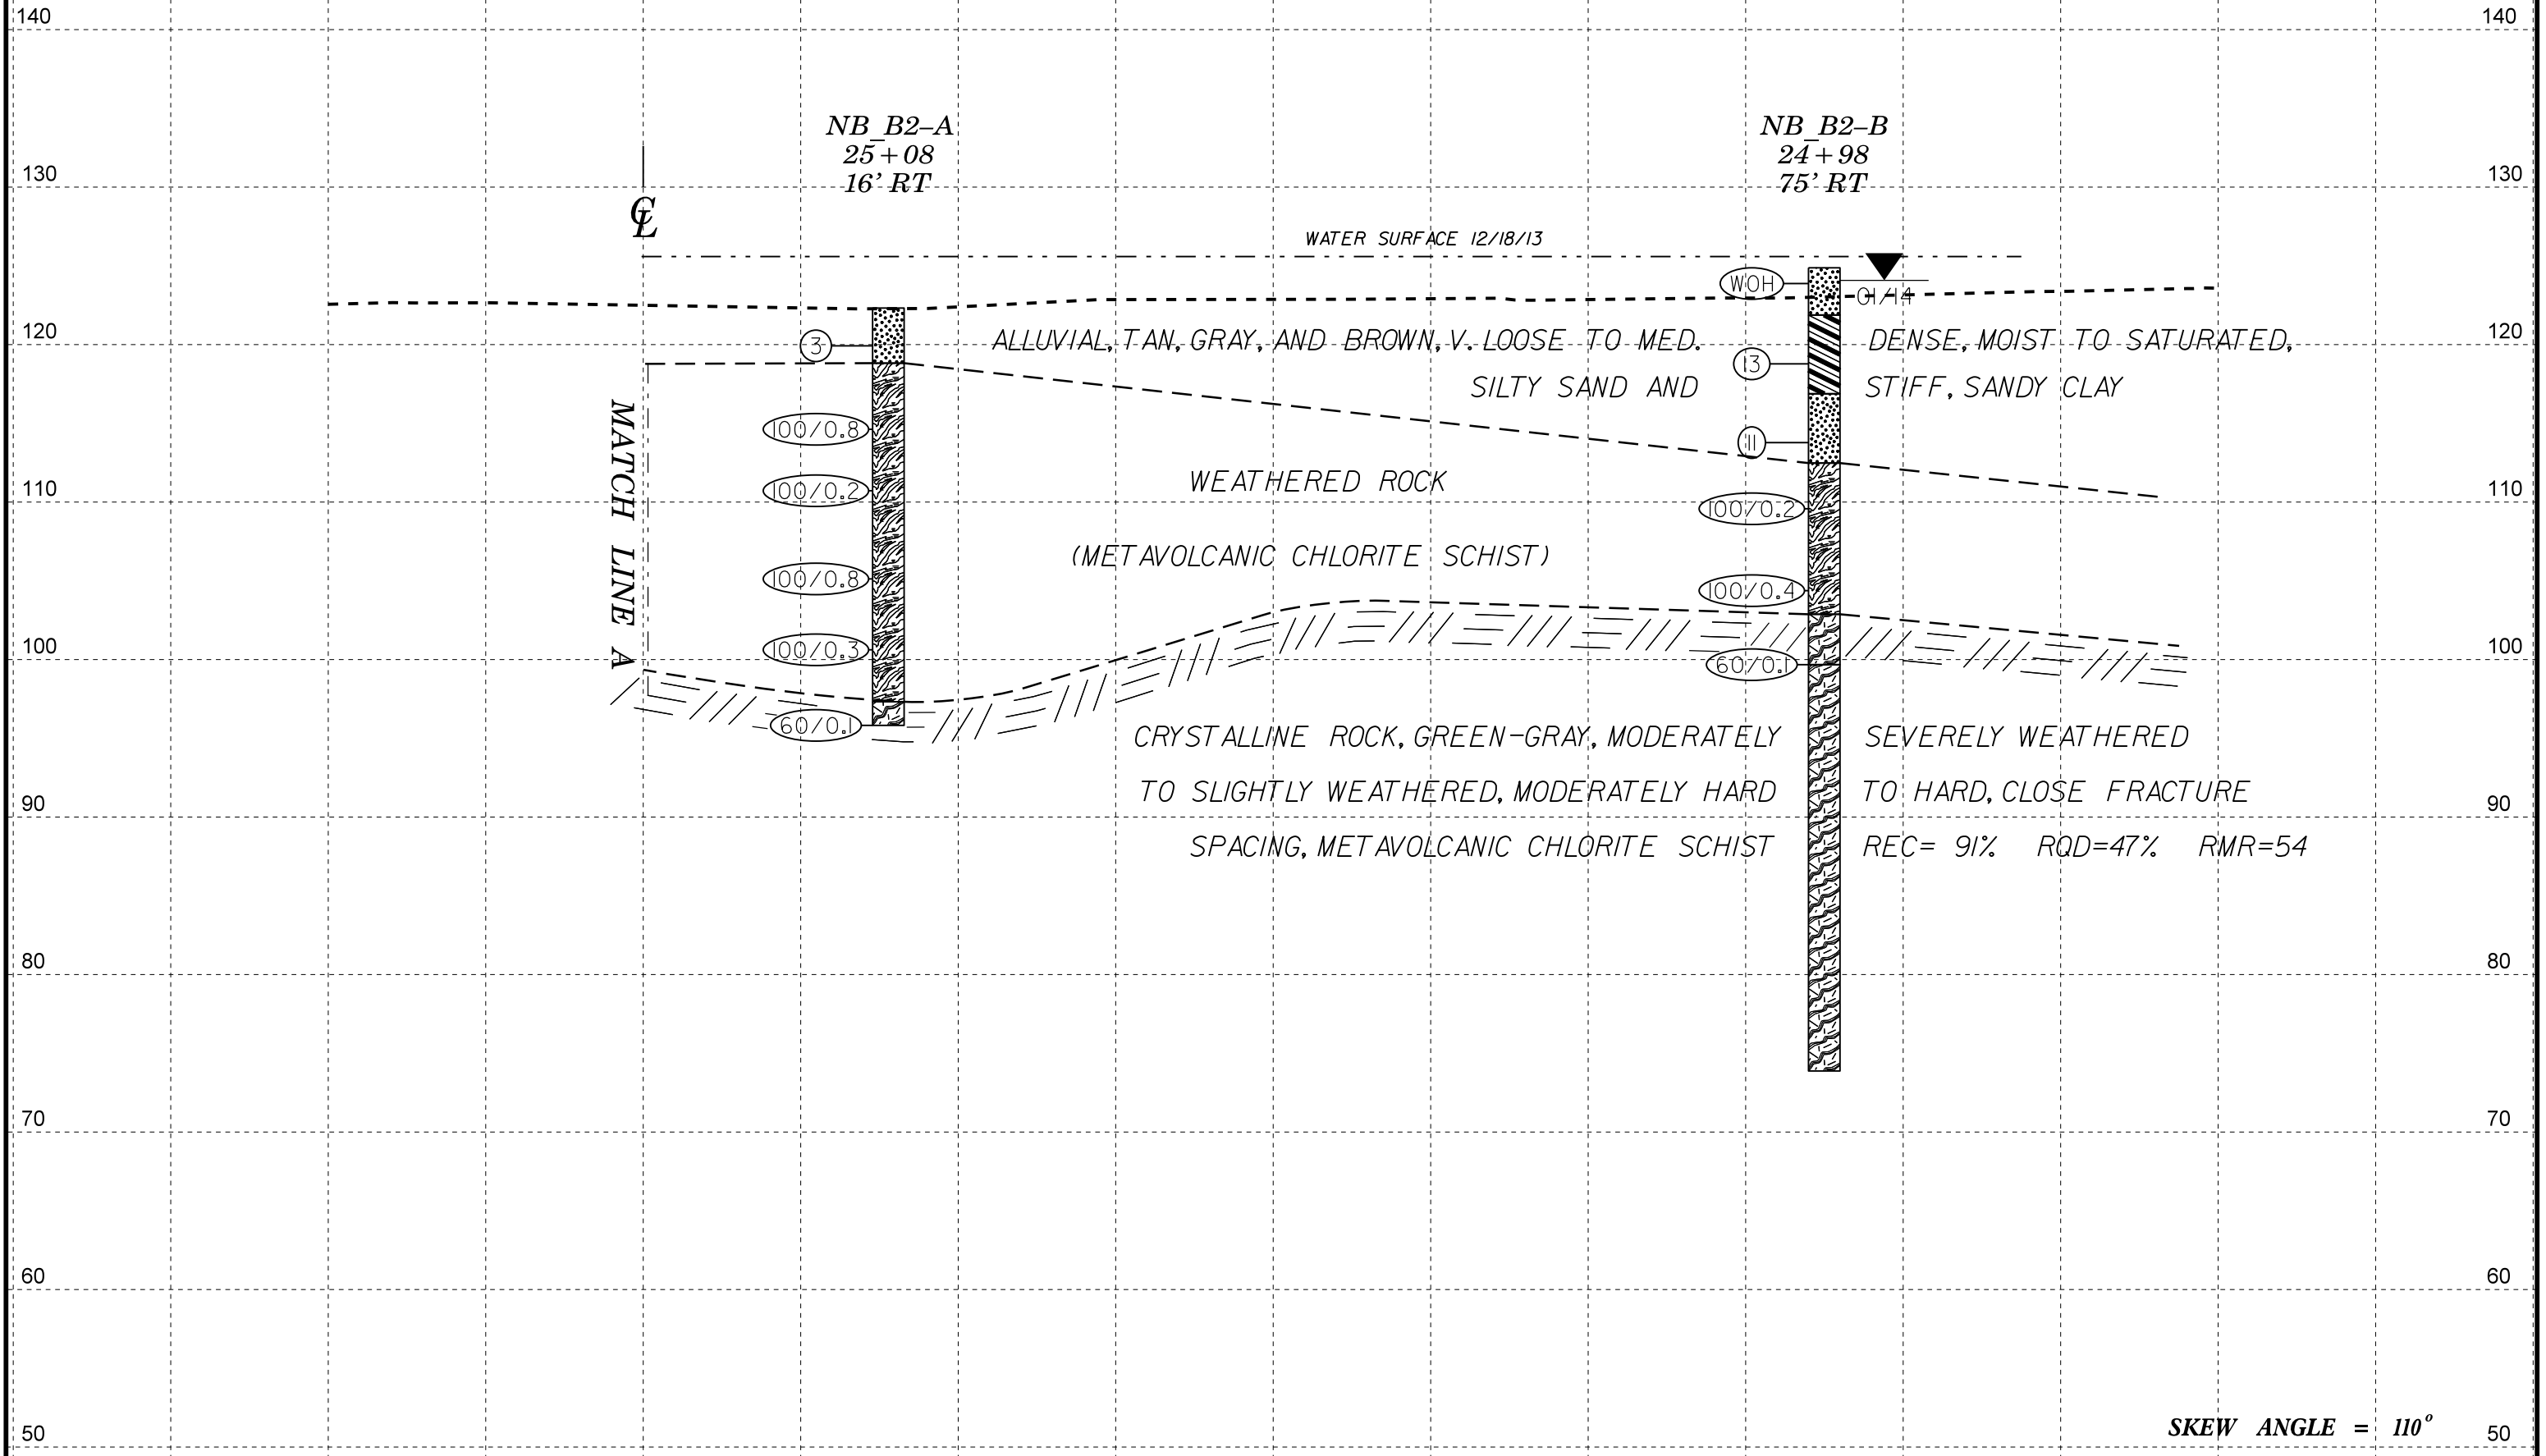 140 140
NB_B2-A NB_B2-B
25+08 24+98
16' RT 75' RT
130 130
℄
WATER SURFACE 12/18/13
WOH
01/14
120 120
3
ALLUVIAL, TAN, GRAY, AND BROWN, V. LOOSE TO MED. DENSE, MOIST TO SATURATED,
13
SILTY SAND AND STIFF, SANDY CLAY
MATCH LINE A
100/0.8
11
WEATHERED ROCK
110 110
100/0.2
100/0.2
(METAVOLCANIC CHLORITE SCHIST)
100/0.8
100/0.4
100 100
100/0.3
60/0.1
60/0.1
CRYSTALLINE ROCK, GREEN-GRAY, MODERATELY SEVERELY WEATHERED
TO SLIGHTLY WEATHERED, MODERATELY HARD TO HARD, CLOSE FRACTURE
90 90
SPACING, METAVOLCANIC CHLORITE SCHIST REC= 91% RQD=47% RMR=54
80 80
70 70
60 60
SKEW ANGLE = 110°
50 50